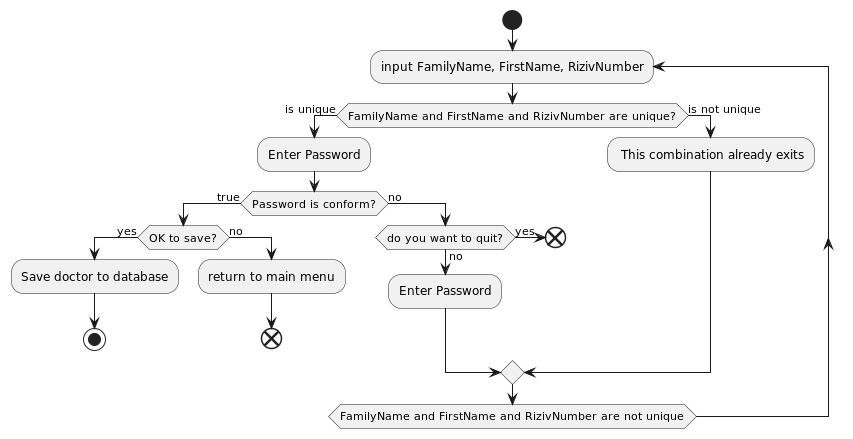 input FamilyName, FirstName, RizivNumber
is unique
FamilyName and FirstName and RizivNumber are unique?
is not unique
Enter Password
This combination already exits
true
Password is conform?
no
yes
OK to save?
no
do you want to quit?
yes
no
Save doctor to database
return to main menu
Enter Password
FamilyName and FirstName and RizivNumber are not unique